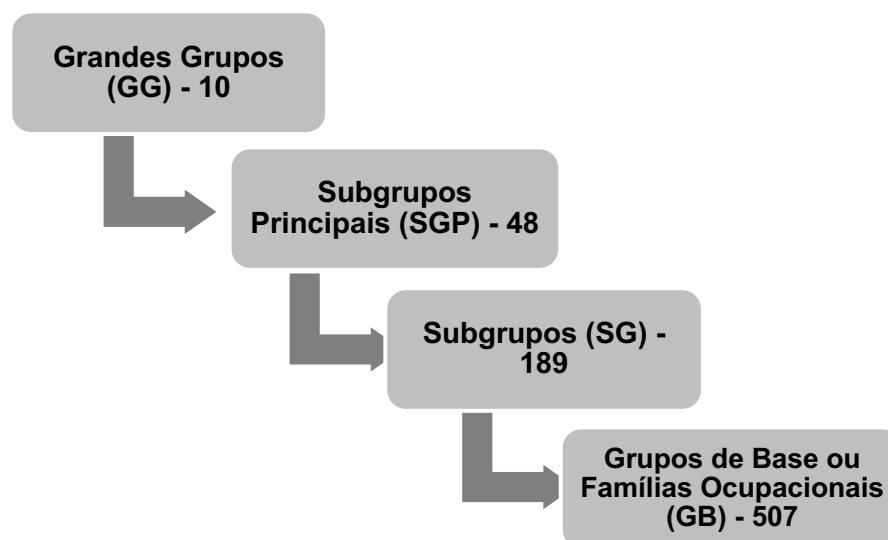 Grandes Grupos
(GG) - 10
Subgrupos
Principais (SGP) - 48
Subgrupos (SG) -
189
Grupos de Base ou
Famílias Ocupacionais
(GB) - 507